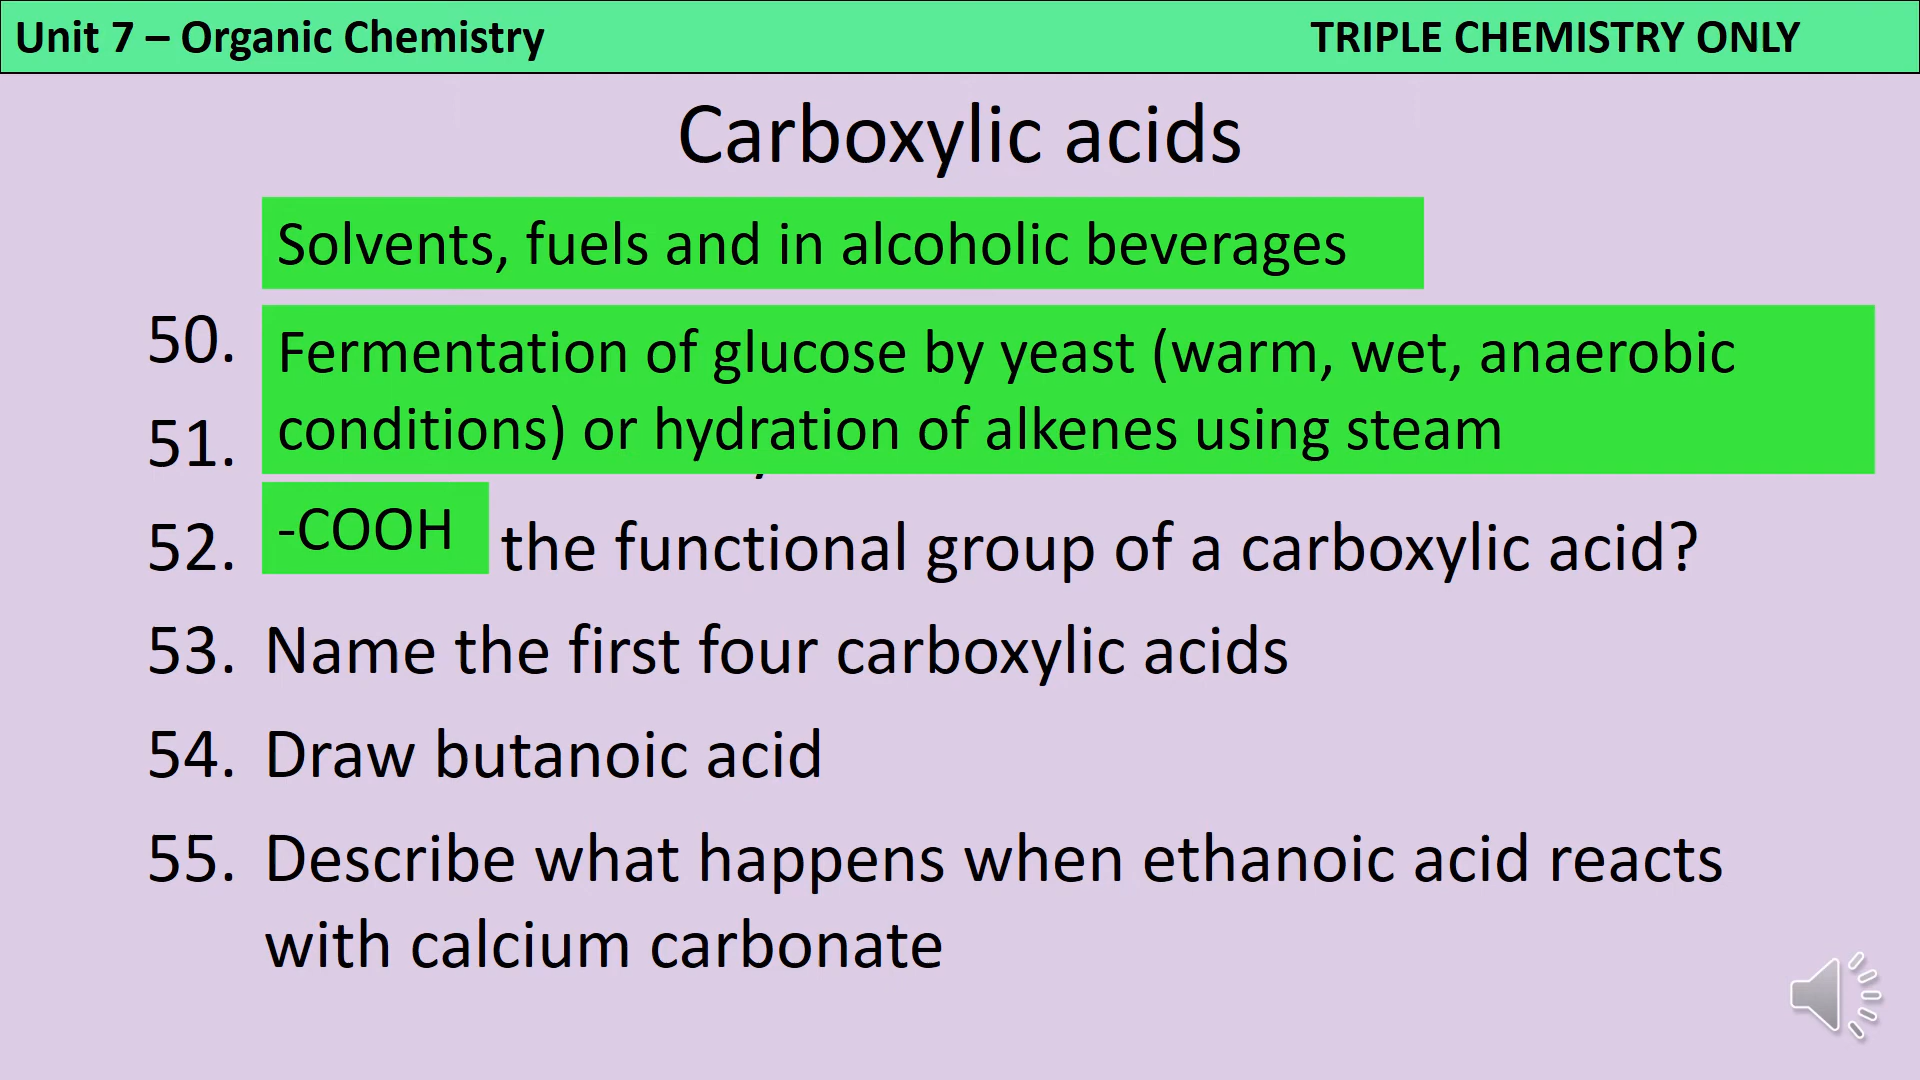 Unit 7 – Organic Chemistry TRIPLE CHEMISTRY ONLY
Carboxylic acids
Solvents, fuels and in alcoholic beverages
50. Fermentation of glucose by yeast (warm, wet, anaerobic
51. conditions) or hydration of alkenes using steam
52. -COOH the functional group of a carboxylic acid?
53. Name the first four carboxylic acids
54. Draw butanoic acid
55. Describe what happens when ethanoic acid reacts
with calcium carbonate